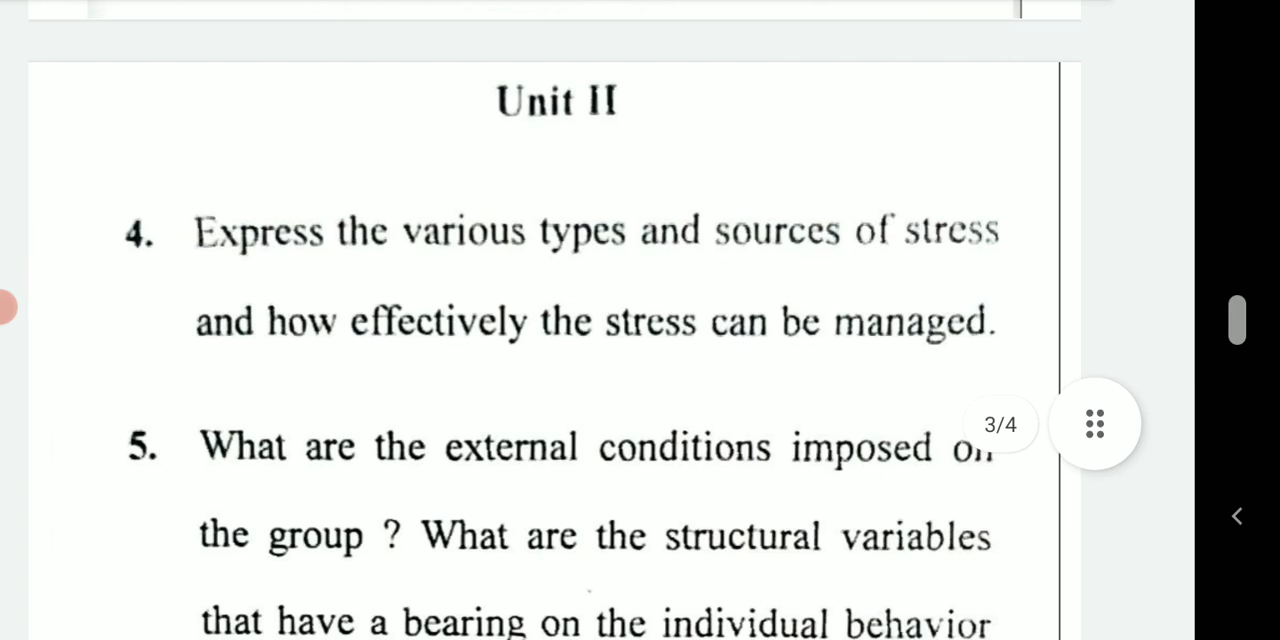 Unit II
4. Express the various types and sources of stress
and how effectively the stress can be managed.
5. What are the external conditions imposed
3/4
the group ? What are the structural variables
that have a bearing on the individual behavior